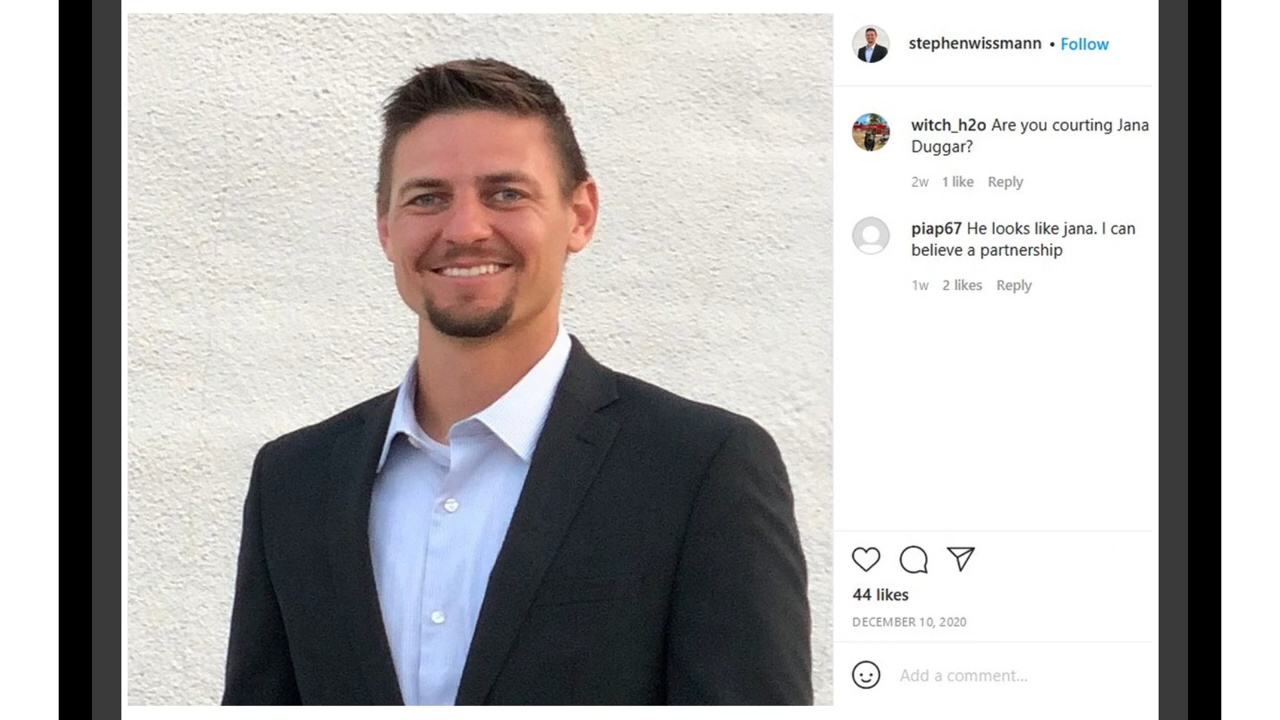 stephenwissmann • Follow
witch_h2o Are you courting Jana
Duggar?
2w 1 like Reply
piap67 He looks like jana. I can
believe a partnership
1w 2 likes Reply
44 likes
DECEMBER 10, 2020
Add a comment...